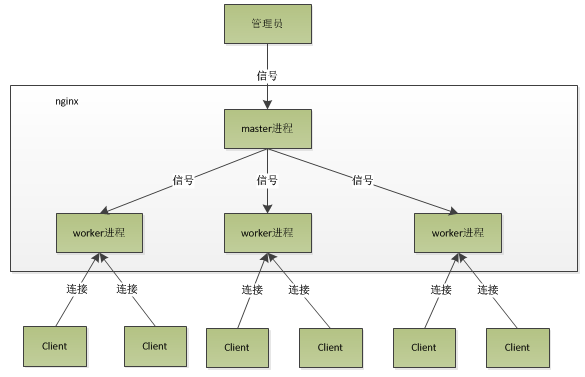 管理员
信号
nginx
master进程
信号 信号 信号
worker进程 worker进程 worker进程
连接 连接 连接 连接 连接 连接
Client Client Client Client Client Client